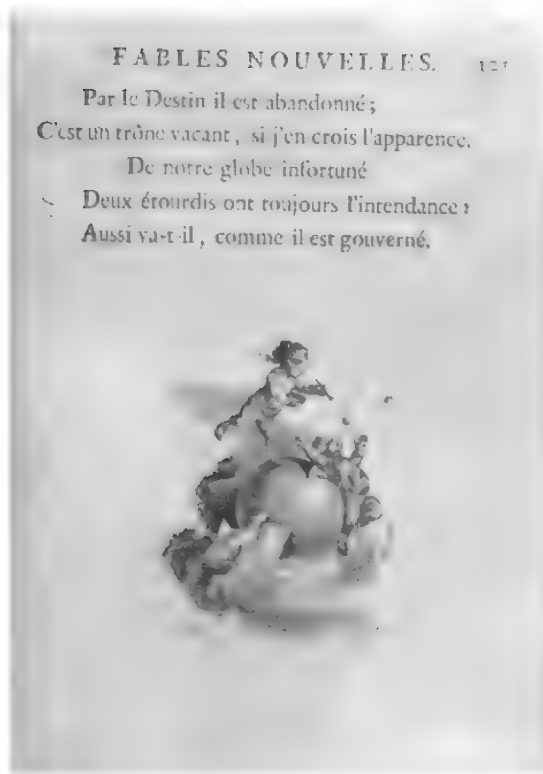 FABLES NOUVELLES. 121
Par le Destin il est abandonné ;
C'est un trône vacant, si j'en crois l'apparence.
De notre globe infortuné
Deux étourdis ont toujours l'intendance :
Aussi va-t-il, comme il est gouverné.